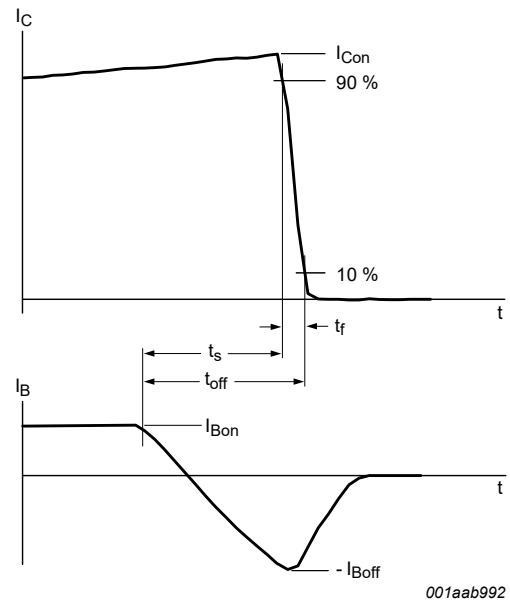 I_C
I_Con
90 %
10 %
t
t_f
t_s
t_off
I_B
I_Bon
t
- I_Boff
001aab992